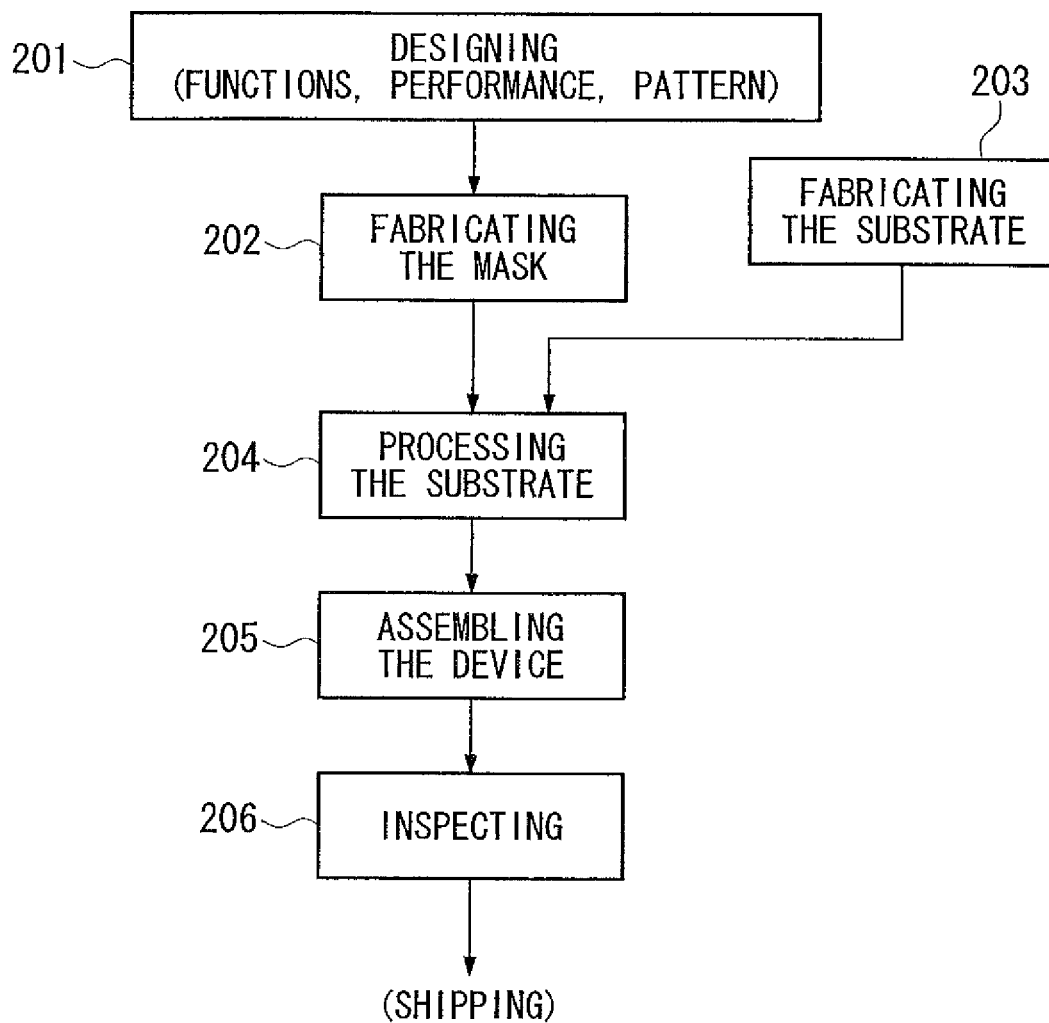 201
DESIGNING
(FUNCTIONS, PERFORMANCE, PATTERN)
203
FABRICATING
THE SUBSTRATE
202
FABRICATING
THE MASK
204
PROCESSING
THE SUBSTRATE
205
ASSEMBLING
THE DEVICE
206
INSPECTING
(SHIPPING)